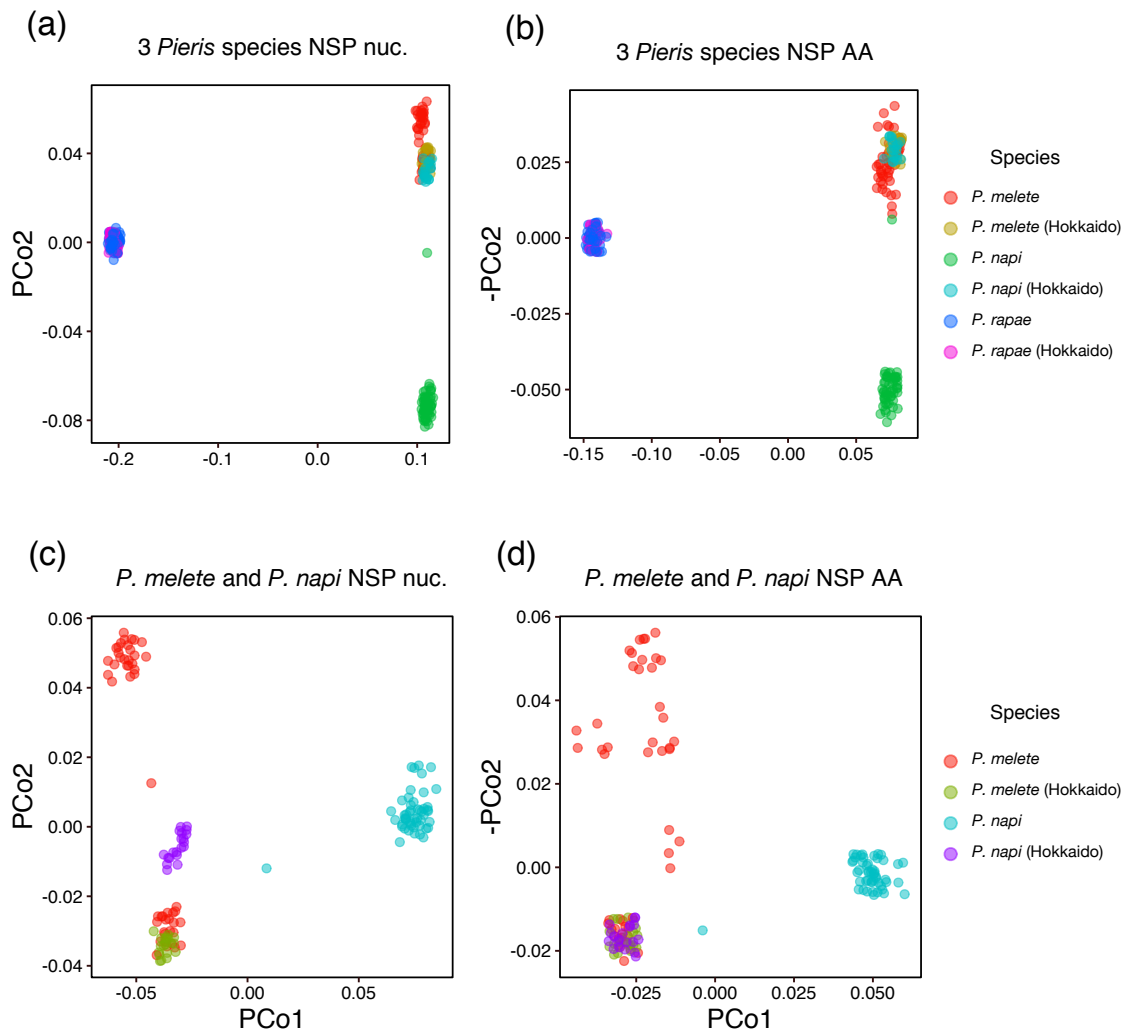 (a)
3 Pieris species NSP nuc.
PCo2
0.04
0.00
-0.04
-0.08
-0.2
-0.1
0.0
0.1
(b)
3 Pieris species NSP AA
-PCo2
0.025
0.000
-0.025
-0.050
-0.15
-0.10
-0.05
0.00
0.05
Species
P. melete
P. melete (Hokkaido)
P. napi
P. napi (Hokkaido)
P. rapae
P. rapae (Hokkaido)
(c)
P. melete and P. napi NSP nuc.
PCo2
0.06
0.04
0.02
0.00
-0.02
-0.04
-0.05
0.00
0.05
PCo1
(d)
P. melete and P. napi NSP AA
-PCo2
0.06
0.04
0.02
0.00
-0.02
-0.025
0.000
0.025
0.050
PCo1
Species
P. melete
P. melete (Hokkaido)
P. napi
P. napi (Hokkaido)